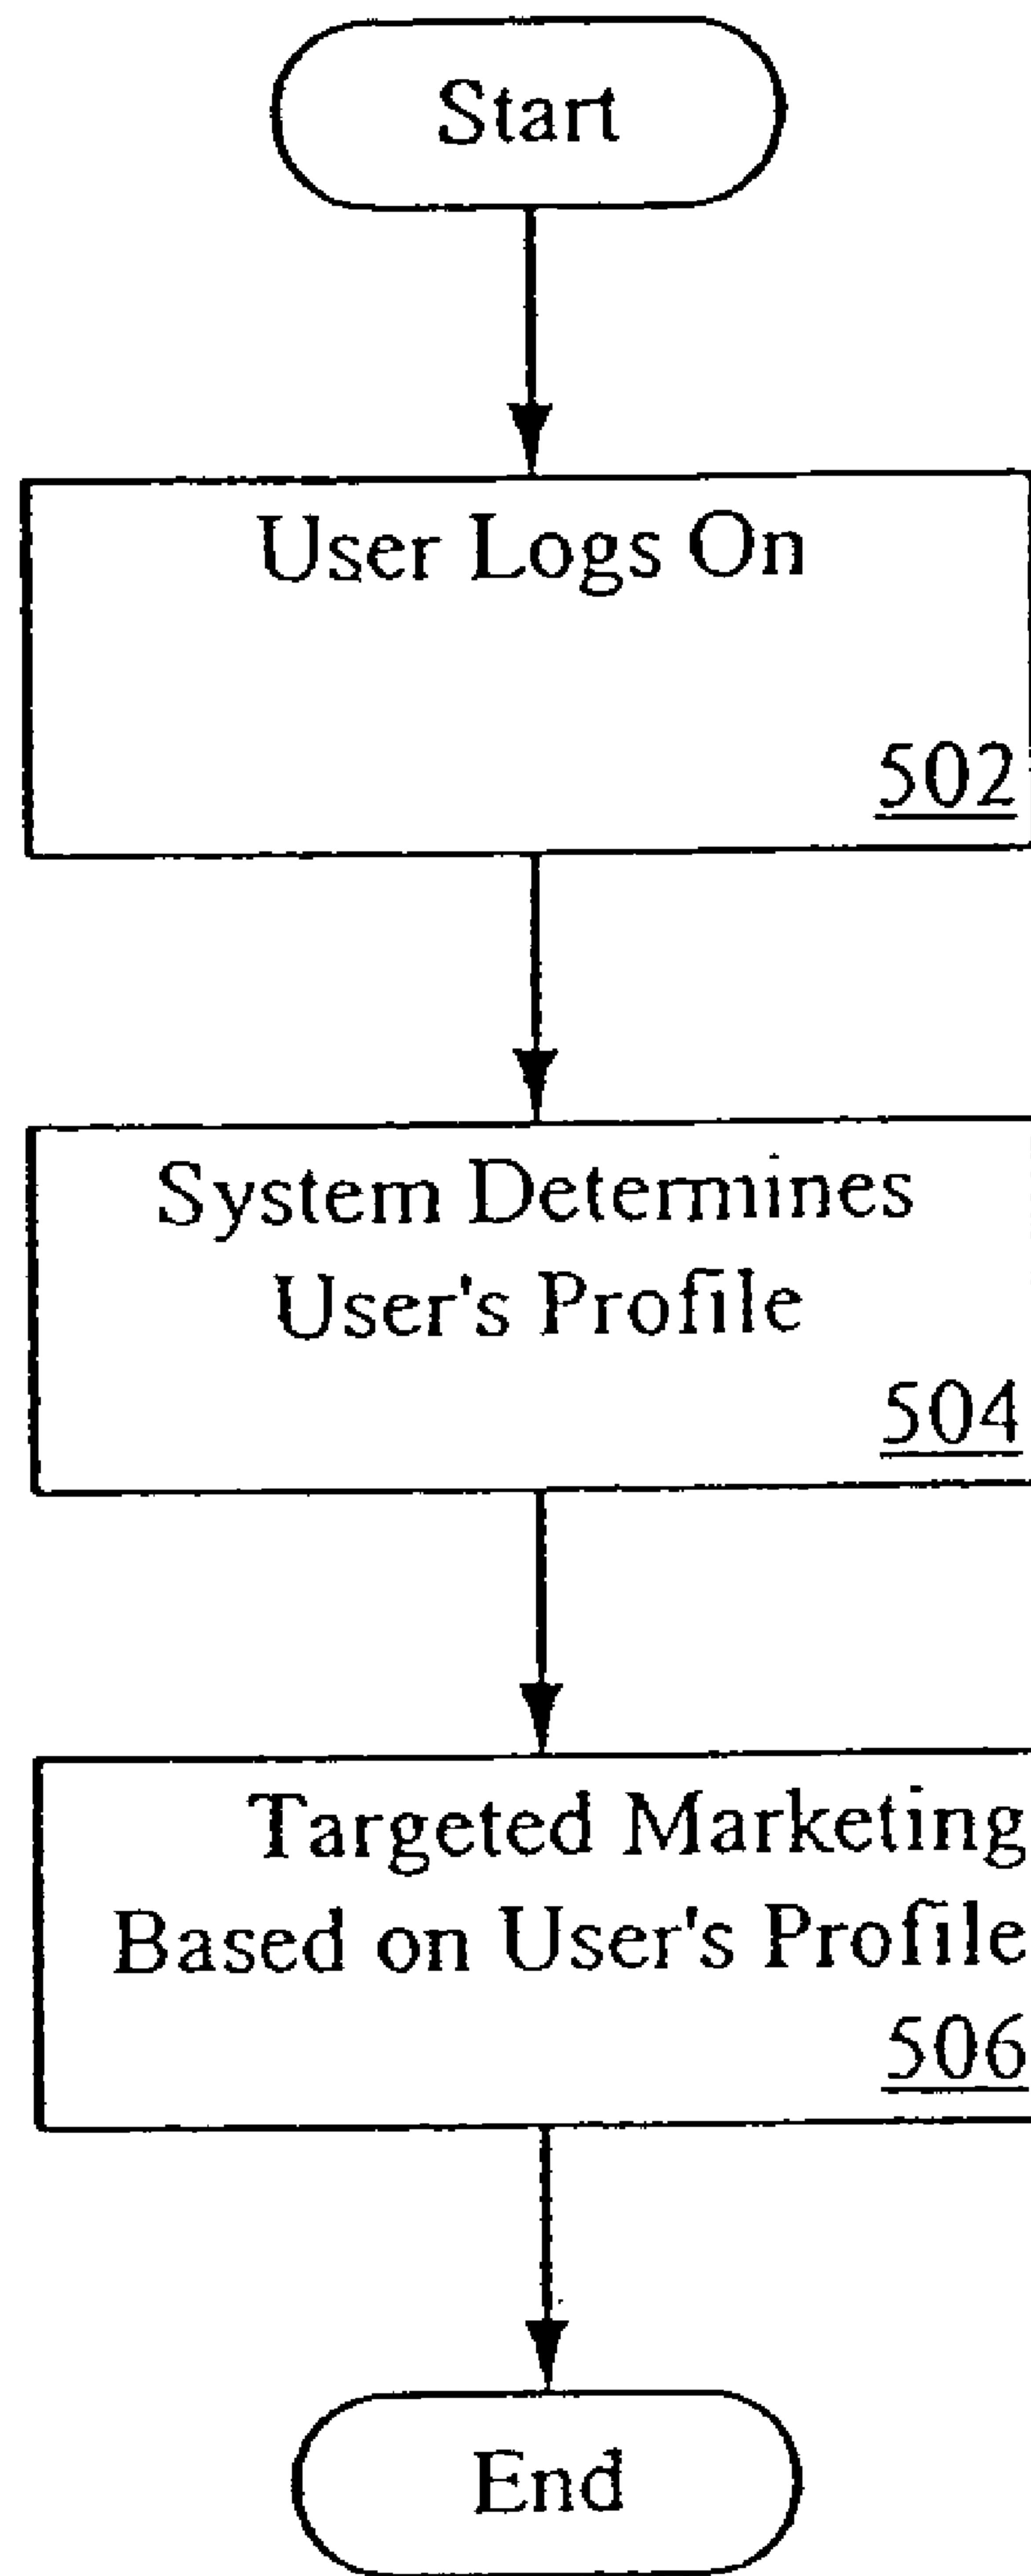 Start
User Logs On
502
System Determines
User's Profile
504
Targeted Marketing
Based on User's Profile
506
End